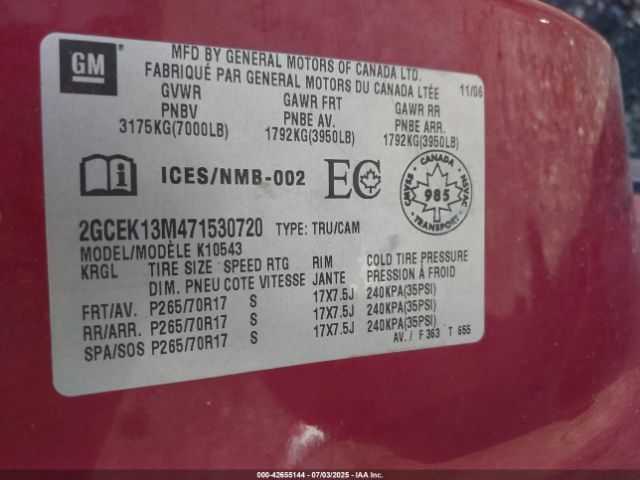 GM
MFD BY GENERAL MOTORS OF CANADA LTD.
FABRIQUÉ PAR GENERAL MOTORS DU CANADA LTÉE
11/06
GVWR GAWR FRT GAWR RR
PNBV PNBE AV. PNBE ARR.
3175KG(7000LB) 1792KG(3950LB) 1792KG(3950LB)
i ICES/NMB-002 EC
CANADA
CMVSS 985 NSVAC
TRANSPORT
2GCEK13M471530720 TYPE: TRU/CAM
MODEL/MODÈLE K10543
KRGL TIRE SIZE SPEED RTG RIM COLD TIRE PRESSURE
DIM. PNEU COTE VITESSE JANTE PRESSION À FROID
FRT/AV. P265/70R17 S 17X7.5J 240KPA(35PSI)
RR/ARR. P265/70R17 S 17X7.5J 240KPA(35PSI)
SPA/SOS P265/70R17 S 17X7.5J 240KPA(35PSI)
AV. / F 363 T 655
000-42655144 - 07/03/2025 - IAA Inc.